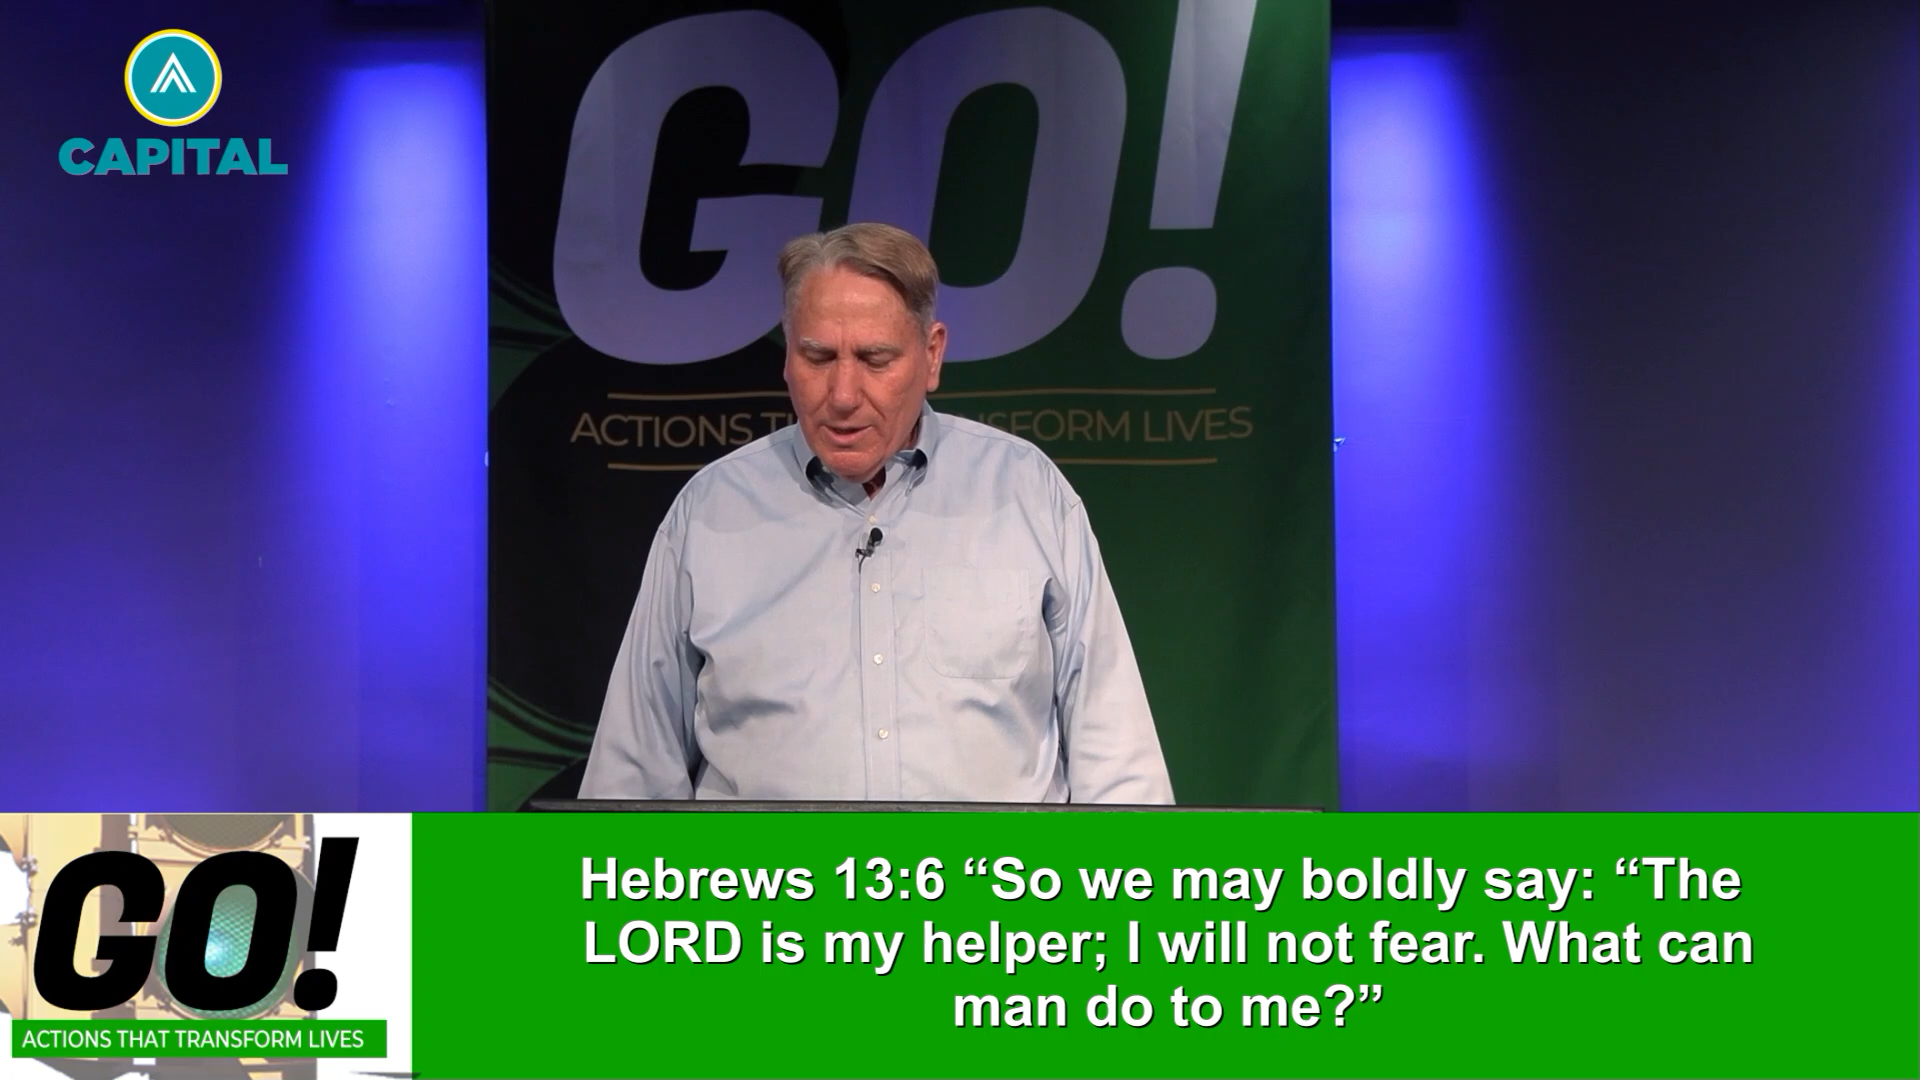 CAPITAL
GO!
ACTIONS TRANSFORM LIVES
GO!
ACTIONS THAT TRANSFORM LIVES
Hebrews 13:6 “So we may boldly say: “The
LORD is my helper; I will not fear. What can
man do to me?”